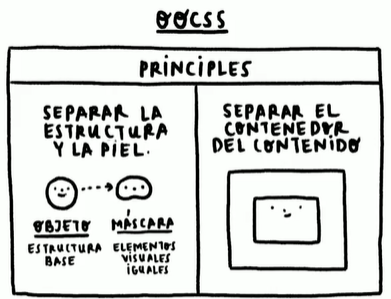 OOCSS
PRINCIPLES
SEPARAR LA
ESTRUCTURA
Y LA PIEL.
OBJETO
ESTRUCTURA
BASE
MÁSCARA
ELEMENTOS
VISUALES
IGUALES
SEPARAR EL
CONTENEDOR
DEL CONTENIDO